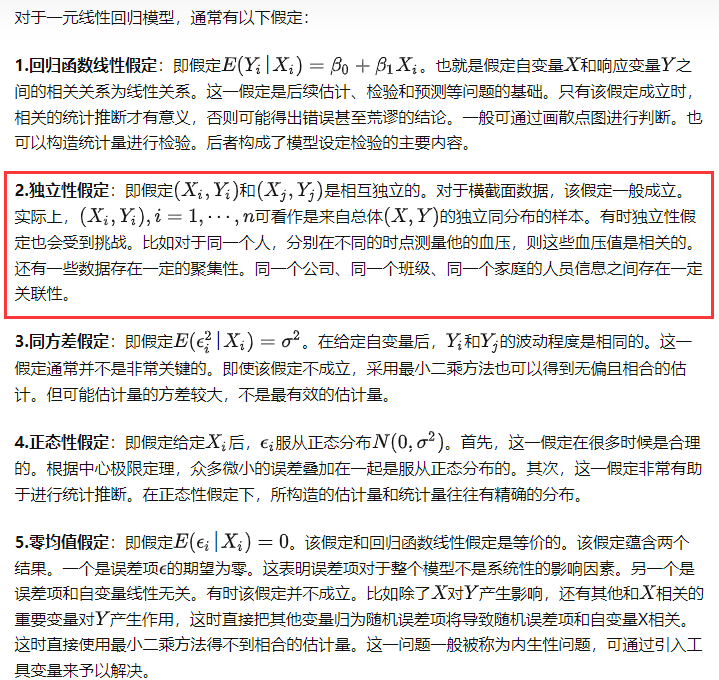 对于一元线性回归模型，通常有以下假定：
1.回归函数线性假定：即假定E(Y_i|X_i) = β_0 + β_1X_i。也就是假定自变量X和响应变量Y之
间的相关关系为线性关系。这一假定是后续估计、检验和预测等问题的基础。只有该假定成立时，
相关的统计推断才有意义，否则可能得出错误甚至荒谬的结论。一般可通过画散点图进行判断。也
可以构造统计量进行检验。后者构成了模型设定检验的主要内容。
2.独立性假定：即假定(X_i, Y_i)和(X_j, Y_j)是相互独立的。对于横截面数据，该假定一般成立。
实际上，(X_i, Y_i), i = 1, ⋯, n可看作是来自总体(X, Y)的独立同分布的样本。有时独立性假
定也会受到挑战。比如对于同一个人，分别在不同的时点测量他的血压，则这些血压值是相关的。
还有一些数据存在一定的聚集性。同一个公司、同一个班级、同一个家庭的人员信息之间存在一定
关联性。
3.同方差假定：即假定E(ϵ_i^2|X_i) = σ^2。在给定自变量后，Y_i和Y_j的波动程度是相同的。这一
假定通常并不是非常关键的。即使该假定不成立，采用最小二乘方法也可以得到无偏且相合的估
计。但可能估计量的方差较大，不是最有效的估计量。
4.正态性假定：即假定给定X_i后，ϵ_i服从正态分布N(0, σ^2)。首先，这一假定在很多时候是合理
的。根据中心极限定理，众多微小的误差叠加在一起是服从正态分布的。其次，这一假定非常有助
于进行统计推断。在正态性假定下，所构造的估计量和统计量往往有精确的分布。
5.零均值假定：即假定E(ϵ_i|X_i) = 0。该假定和回归函数线性假定是等价的。该假定蕴含两个
结果。一个是误差项ϵ的期望为零。这表明误差项对于整个模型不是系统性的影响因素。另一个是
误差项和自变量线性无关。有时该假定并不成立。比如除了X对Y产生影响，还有其他和X相关的
重要变量对Y产生作用，这时直接把其他变量归为随机误差项将导致随机误差项和自变量X相关。
这时直接使用最小二乘方法得不到相合的估计量。这一问题一般被称为内生性问题，可通过引入工
具变量来予以解决。